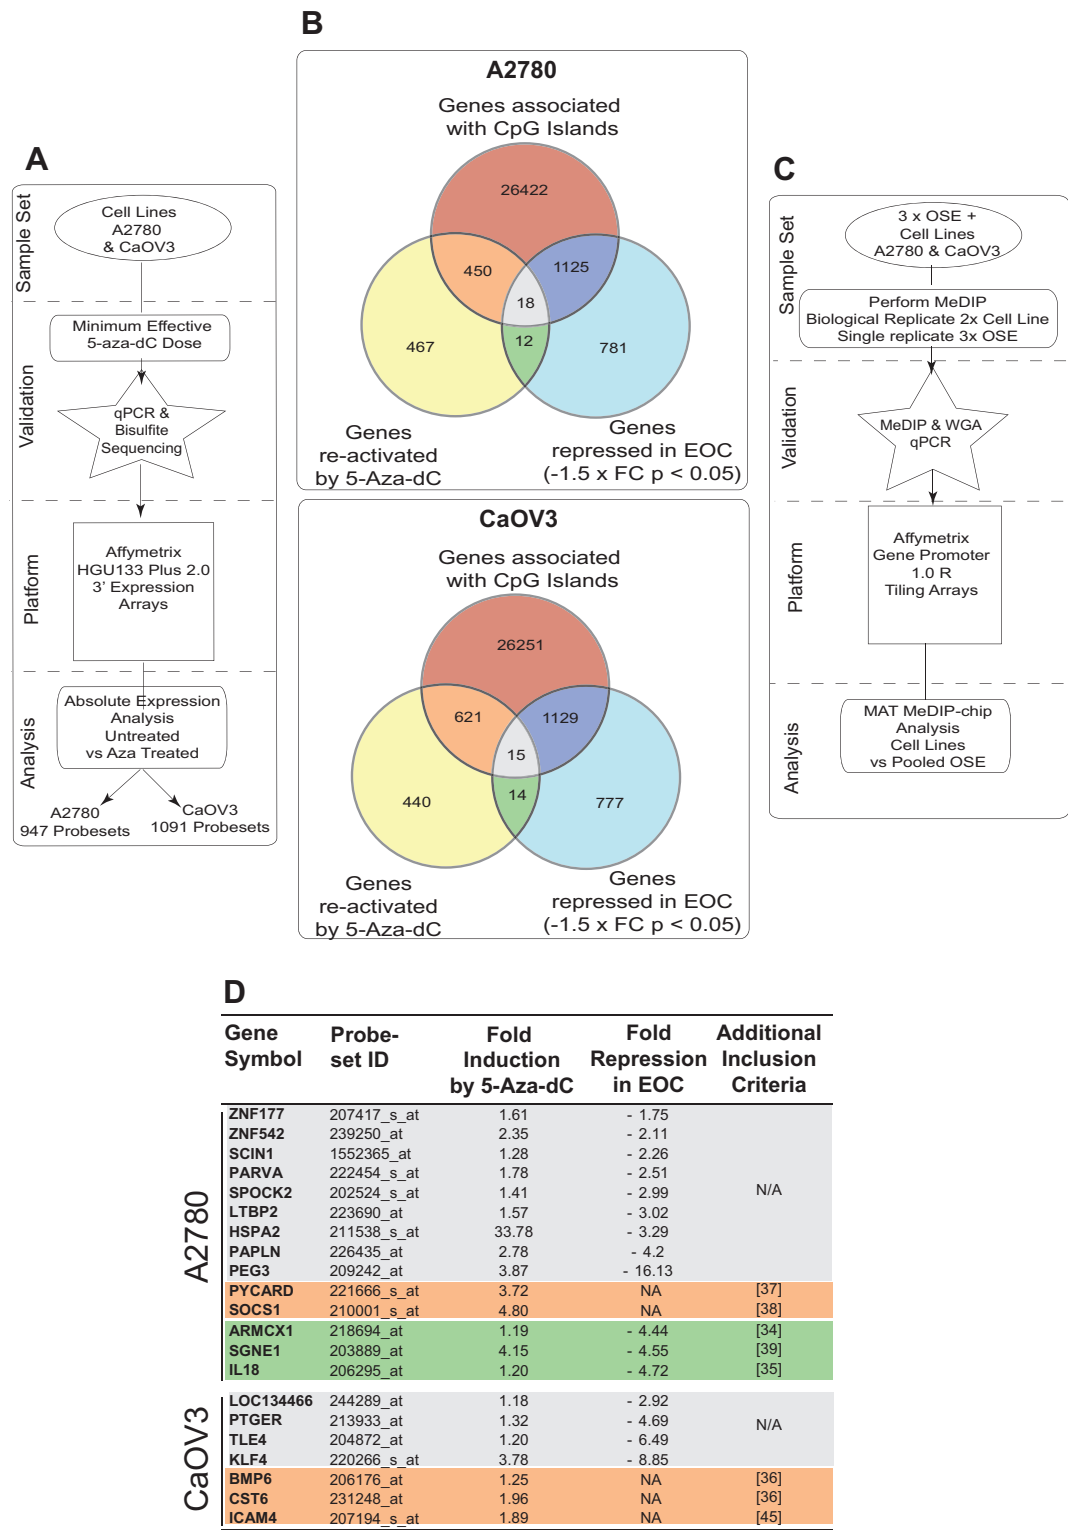 A
Sample Set
Cell Lines
A2780
& CaOV3
Validation
Minimum Effective
5-aza-dC Dose
qPCR &
Bisulfite
Sequencing
Platform
Affymetrix
HGU133 Plus 2.0
3' Expression
Arrays
Analysis
Absolute Expression
Analysis
Untreated
vs Aza Treated
A2780
947 Probesets
CaOV3
1091 Probesets
B
A2780
Genes associated
with CpG Islands
26422
450
1125
18
12
467
781
Genes
re-activated
by 5-Aza-dC
Genes
repressed in EOC
(-1.5 x FC p < 0.05)
CaOV3
Genes associated
with CpG Islands
26251
621
1129
15
14
440
777
Genes
re-activated
by 5-Aza-dC
Genes
repressed in EOC
(-1.5 x FC p < 0.05)
C
Sample Set
3 x OSE +
Cell Lines
A2780 & CaOV3
Perform MeDIP
Biological Replicate 2x Cell Line
Single replicate 3x OSE
Validation
MeDIP & WGA
qPCR
Platform
Affymetrix
Gene Promoter
1.0 R
Tiling Arrays
Analysis
MAT MeDIP-chip
Analysis
Cell Lines
vs Pooled OSE
D
Gene Symbol Probe-set ID Fold Induction by 5-Aza-dC Fold Repression in EOC Additional Inclusion Criteria
A2780
ZNF177 207417_s_at 1.61 - 1.75
ZNF542 239250_at 2.35 - 2.11
SCIN1 1552365_at 1.28 - 2.26
PARVA 222454_s_at 1.78 - 2.51
SPOCK2 202524_s_at 1.41 - 2.99
N/A
LTBP2 223690_at 1.57 - 3.02
HSPA2 211538_s_at 33.78 - 3.29
PAPLN 226435_at 2.78 - 4.2
PEG3 209242_at 3.87 - 16.13
PYCARD 221666_s_at 3.72 NA [37]
SOCS1 210001_s_at 4.80 NA [38]
ARMCX1 218694_at 1.19 - 4.44 [34]
SGNE1 203889_at 4.15 - 4.55 [39]
IL18 206295_at 1.20 - 4.72 [35]
CaOV3
LOC134466 244289_at 1.18 - 2.92
PTGER 213933_at 1.32 - 4.69
N/A
TLE4 204872_at 1.20 - 6.49
KLF4 220266_s_at 3.78 - 8.85
BMP6 206176_at 1.25 NA [36]
CST6 231248_at 1.96 NA [36]
ICAM4 207194_s_at 1.89 NA [45]